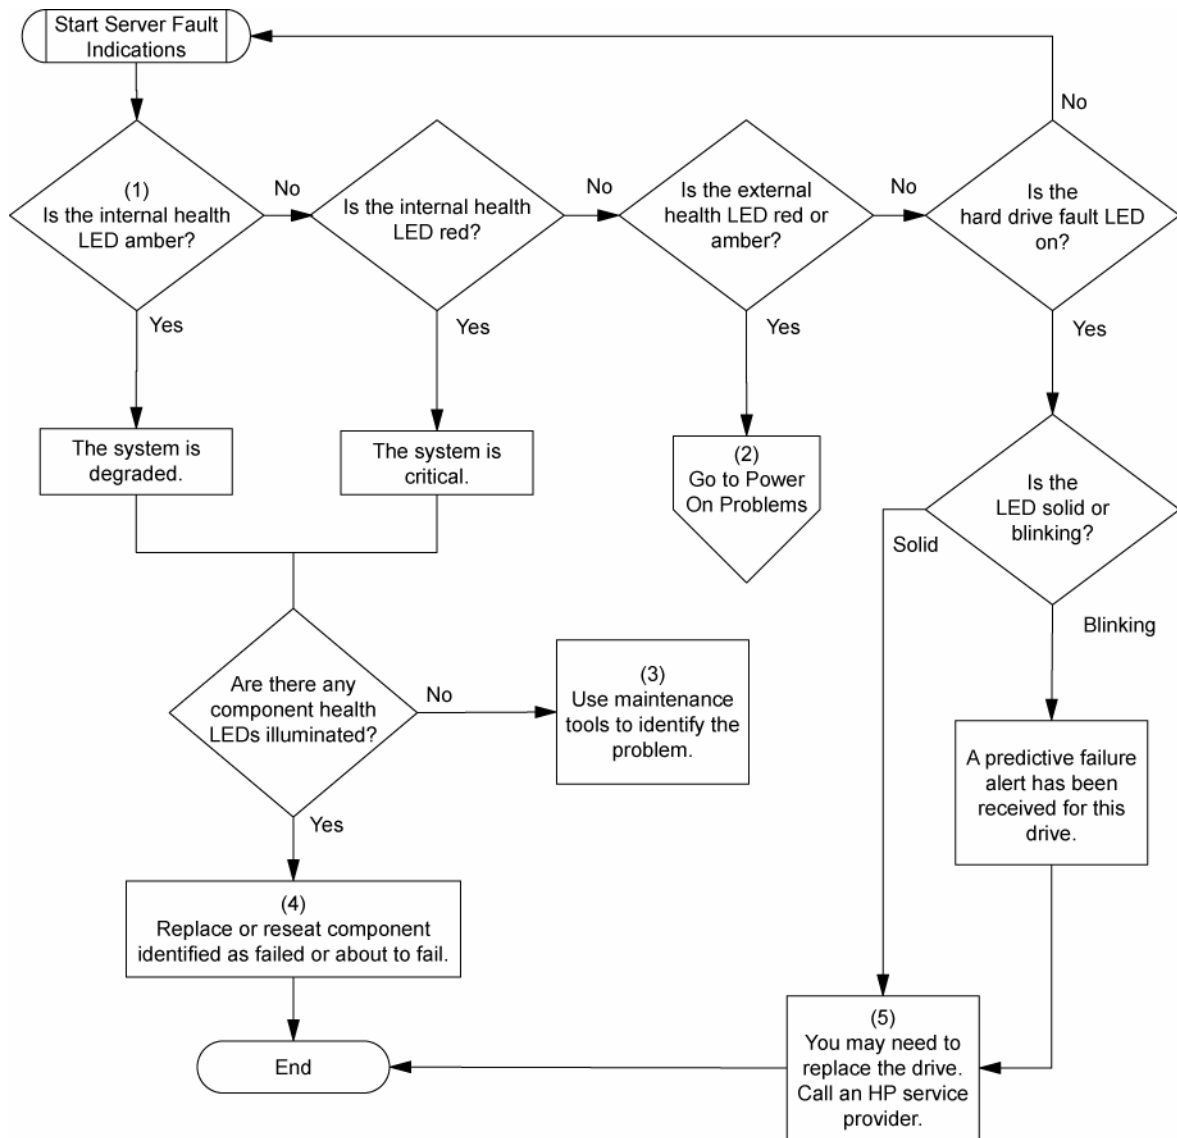 Start Server Fault
Indications
No
(1)
Is the internal health
LED amber?
No
Is the internal health
LED red?
No
Is the external
health LED red or
amber?
No
Is the
hard drive fault LED
on?
Yes
Yes
Yes
Yes
The system is
degraded.
The system is
critical.
(2)
Go to Power
On Problems
Is the
LED solid or
blinking?
Solid
Blinking
Are there any
component health
LEDs illuminated?
No
(3)
Use maintenance
tools to identify the
problem.
A predictive failure
alert has been
received for this
drive.
Yes
(4)
Replace or reseat component
identified as failed or about to fail.
(5)
You may need to
replace the drive.
Call an HP service
provider.
End